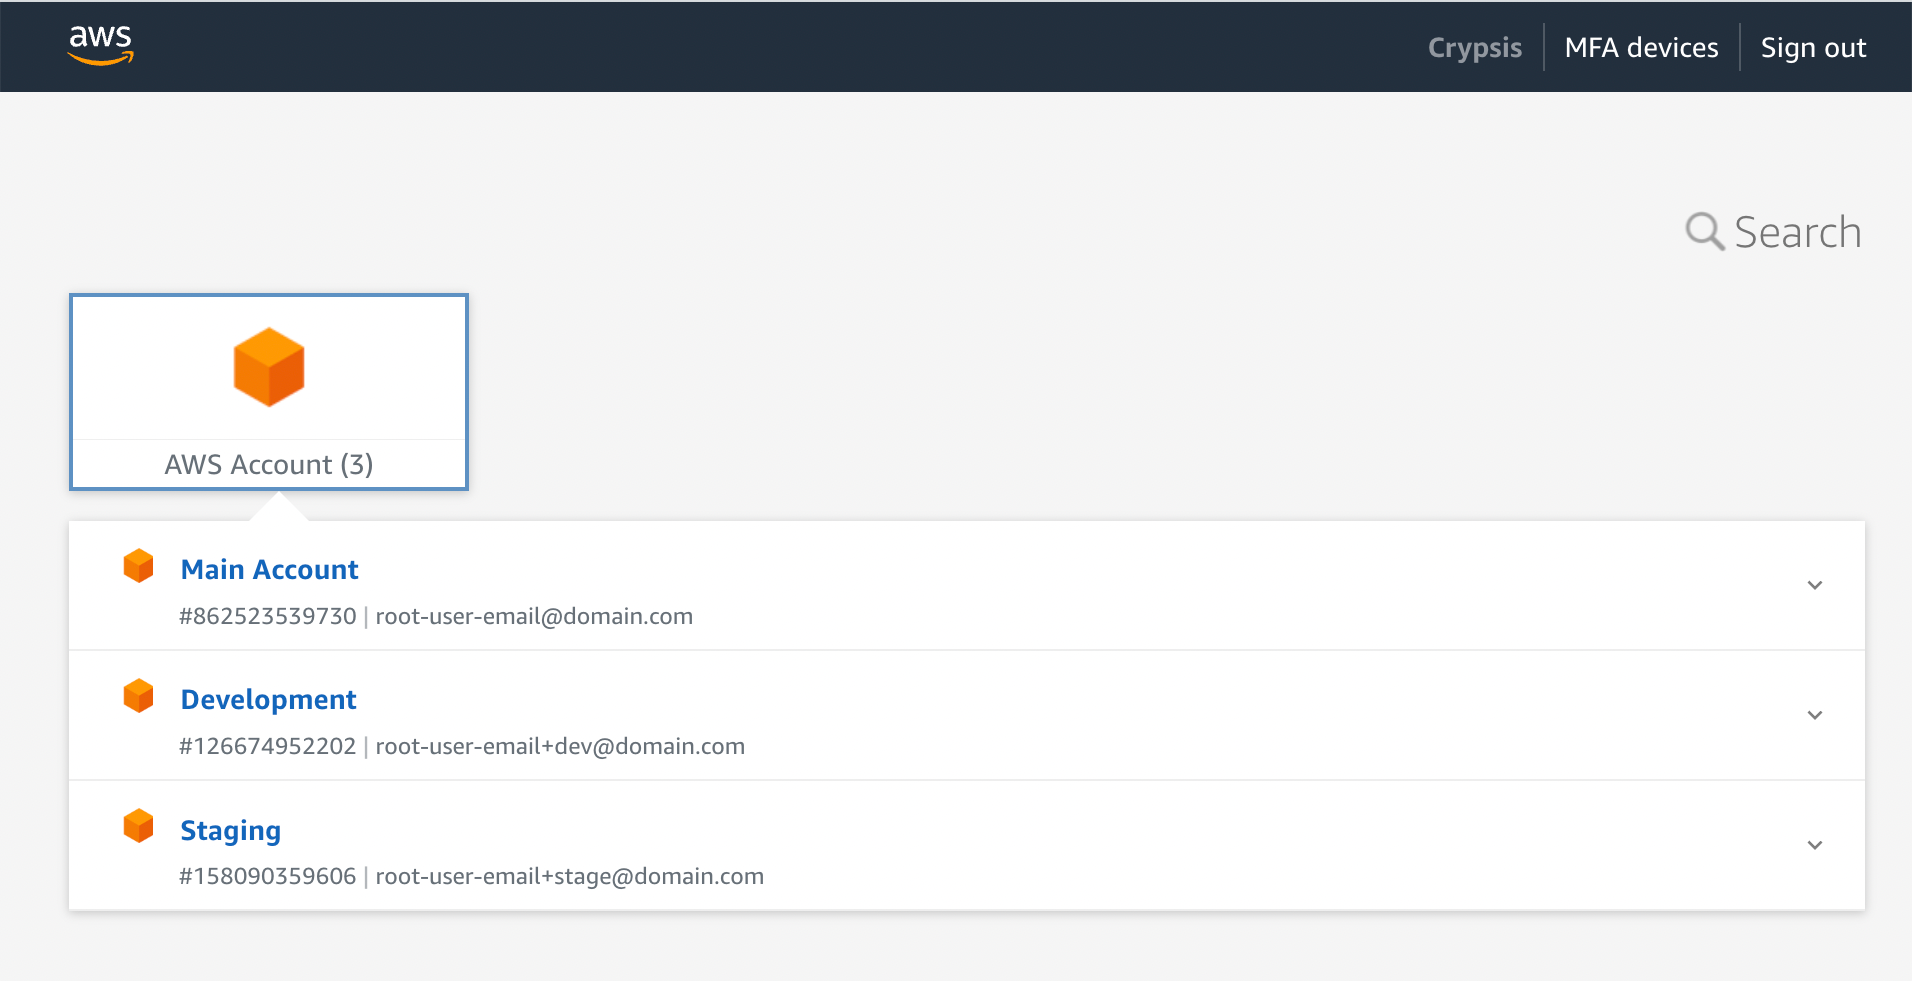 aws
Crypsis MFA devices Sign out
Search
AWS Account (3)
Main Account
#862523539730 | root-user-email@domain.com
Development
#126674952202 | root-user-email+dev@domain.com
Staging
#158090359606 | root-user-email+stage@domain.com